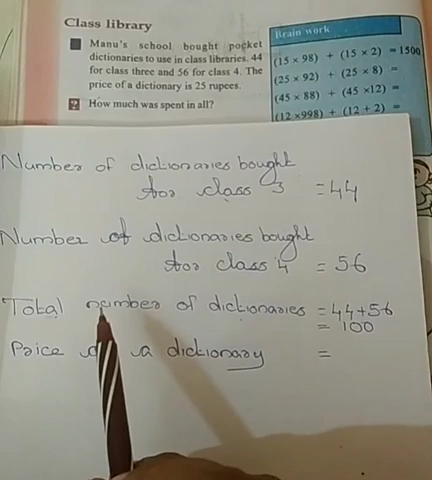 Class library
Manu's school bought pocket
dictionaries to use in class libraries. 44
for class three and 56 for class 4. The
price of a dictionary is 25 rupees.
? How much was spent in all?
Brain work
(15 × 98) + (15 × 2) = 1500
(25 × 92) + (25 × 8) =
(45 × 88) + (45 ×12) =
(12 ×998) + (12 + 2) =
Number of dictionaries bought
for class 3 = 44
Number of dictionaries bought
for class 4 = 56
Total number of dictionaries = 44+56
= 100
Price a dictionary =